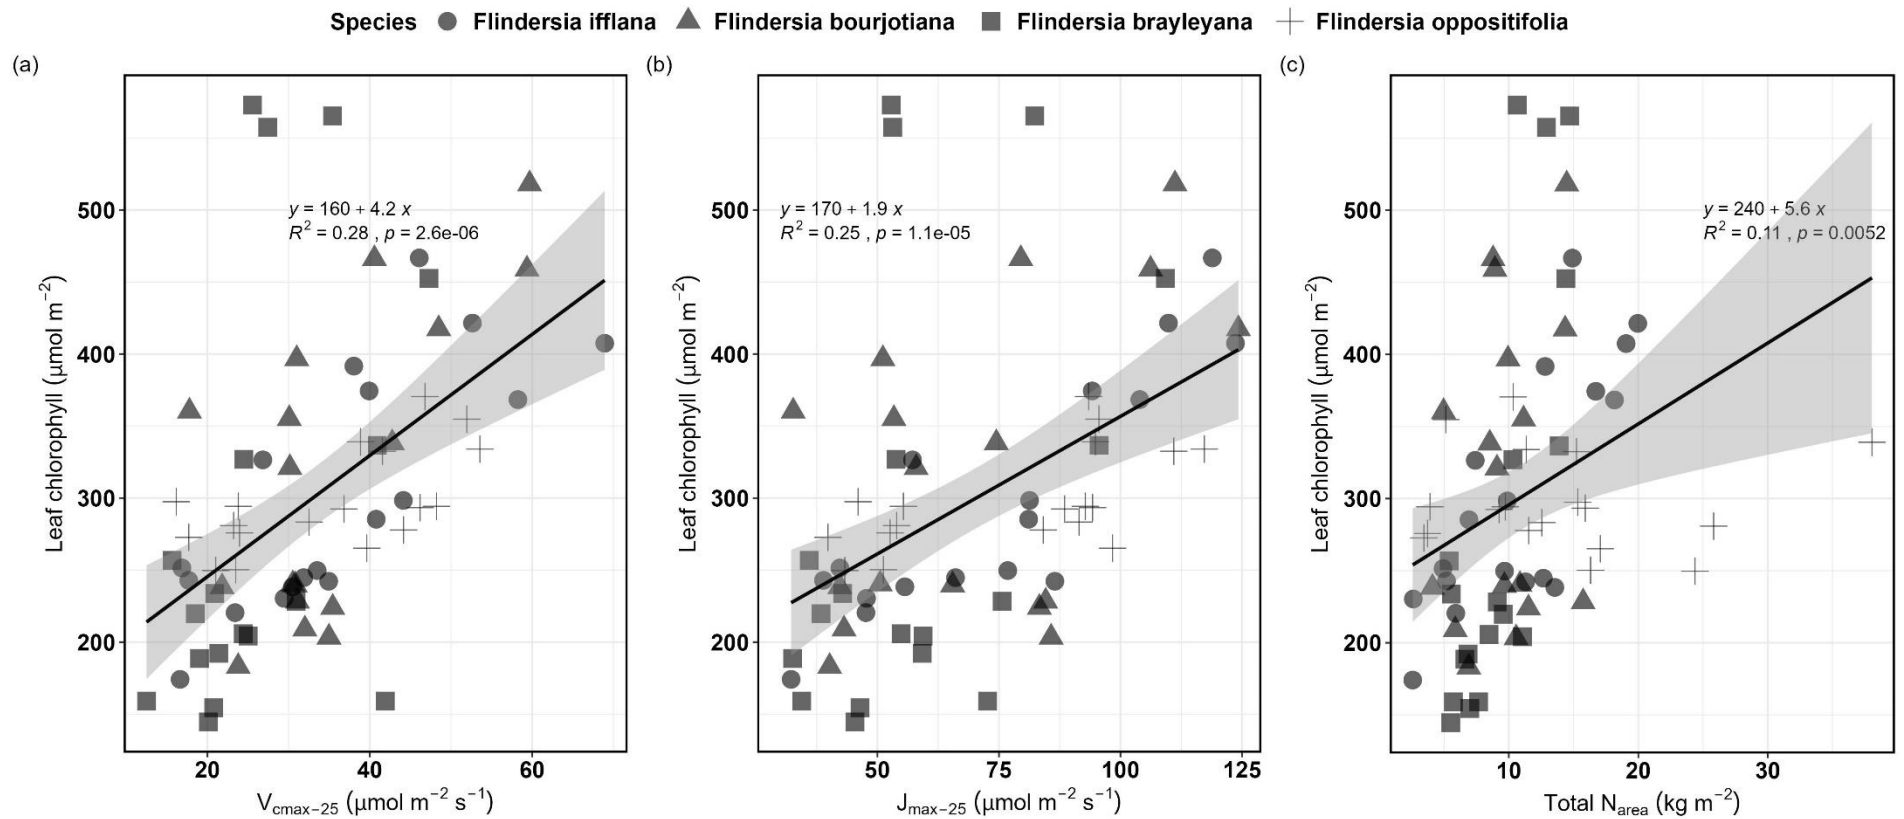 Species Flindersia ifflana Flindersia bourjotiana Flindersia brayleyana Flindersia oppositifolia
(a)
y = 160 + 4.2 x
R² = 0.28 , p = 2.6e-06
500
400
300
200
20 40 60
Leaf chlorophyll (μmol m⁻²)
Vcmax−25 (μmol m⁻² s⁻¹)
(b)
y = 170 + 1.9 x
R² = 0.25 , p = 1.1e-05
500
400
300
200
50 75 100 125
Leaf chlorophyll (μmol m⁻²)
Jmax−25 (μmol m⁻² s⁻¹)
(c)
y = 240 + 5.6 x
R² = 0.11 , p = 0.0052
500
400
300
200
10 20 30
Leaf chlorophyll (μmol m⁻²)
Total Narea (kg m⁻²)